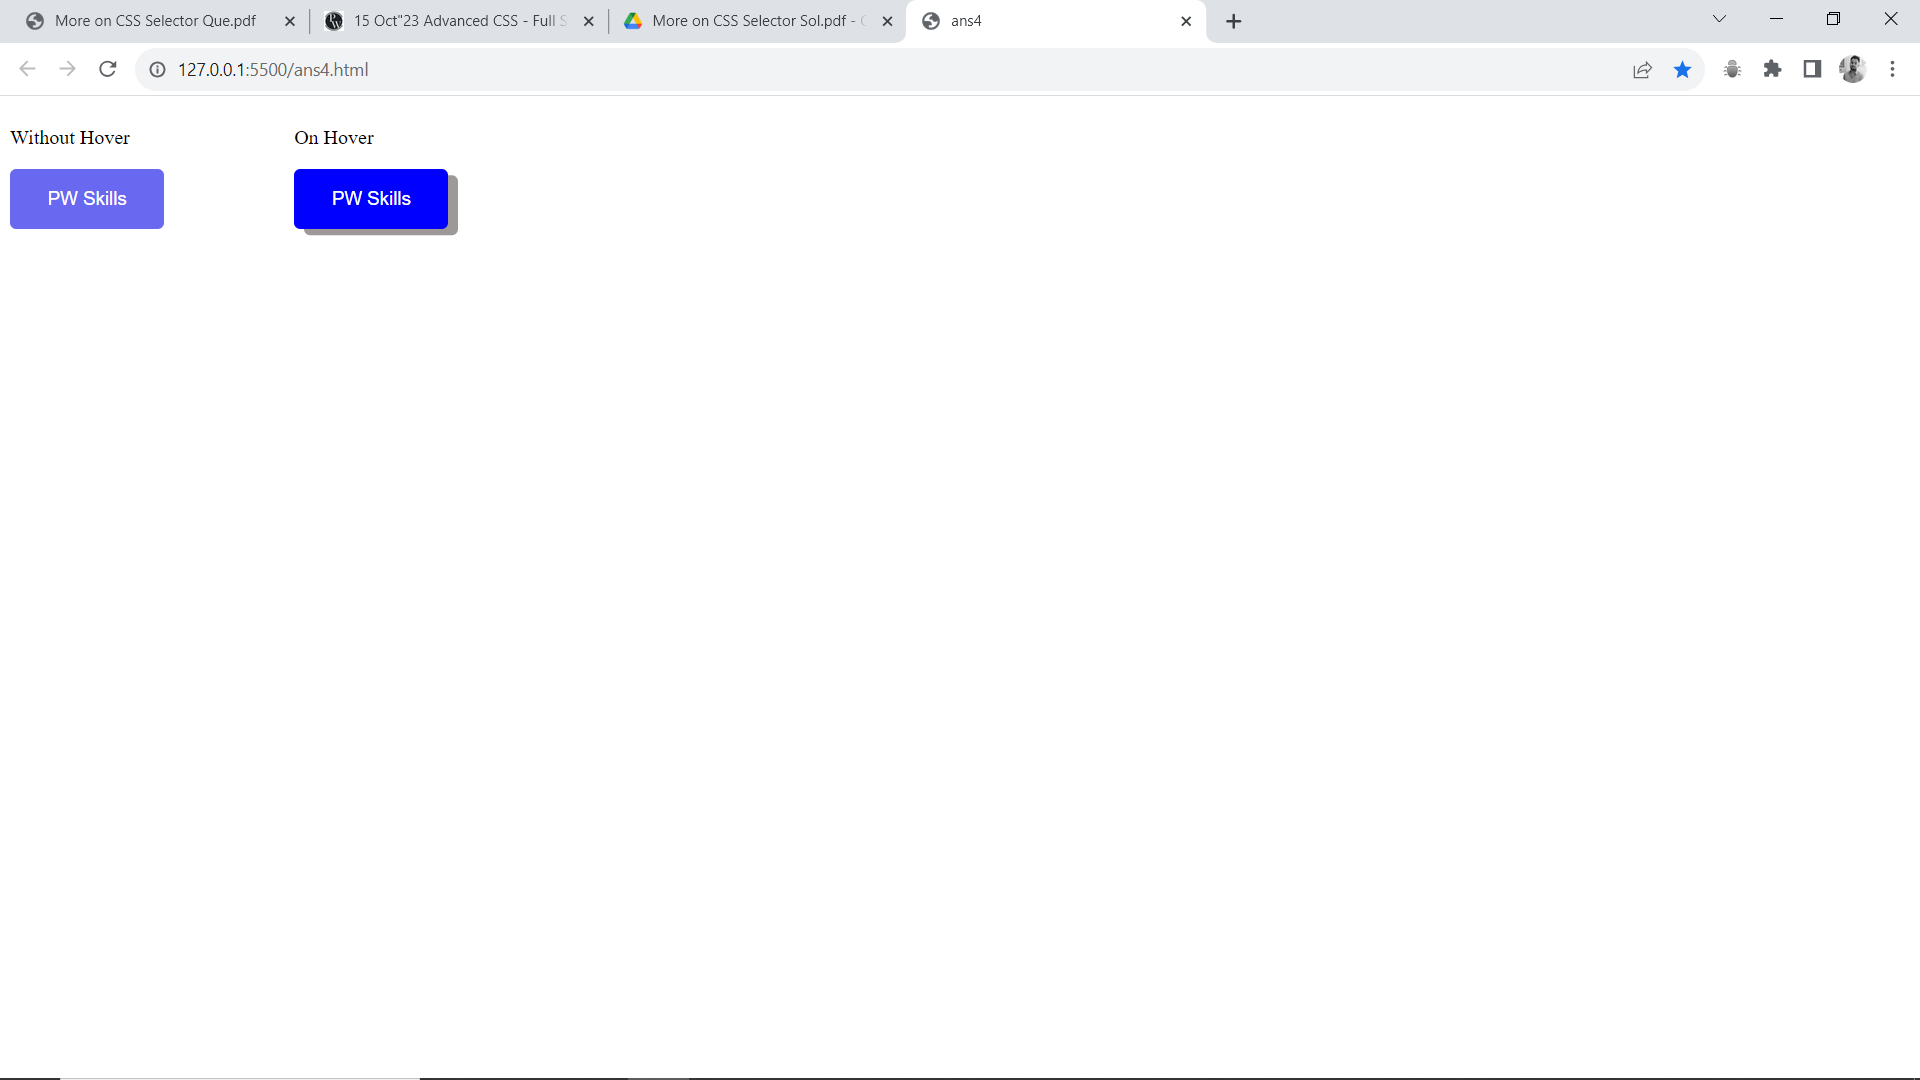 More on CSS Selector Que.pdf
15 Oct"23 Advanced CSS - Full S
More on CSS Selector Sol.pdf - G
ans4
127.0.0.1:5500/ans4.html
Without Hover
On Hover
PW Skills
PW Skills